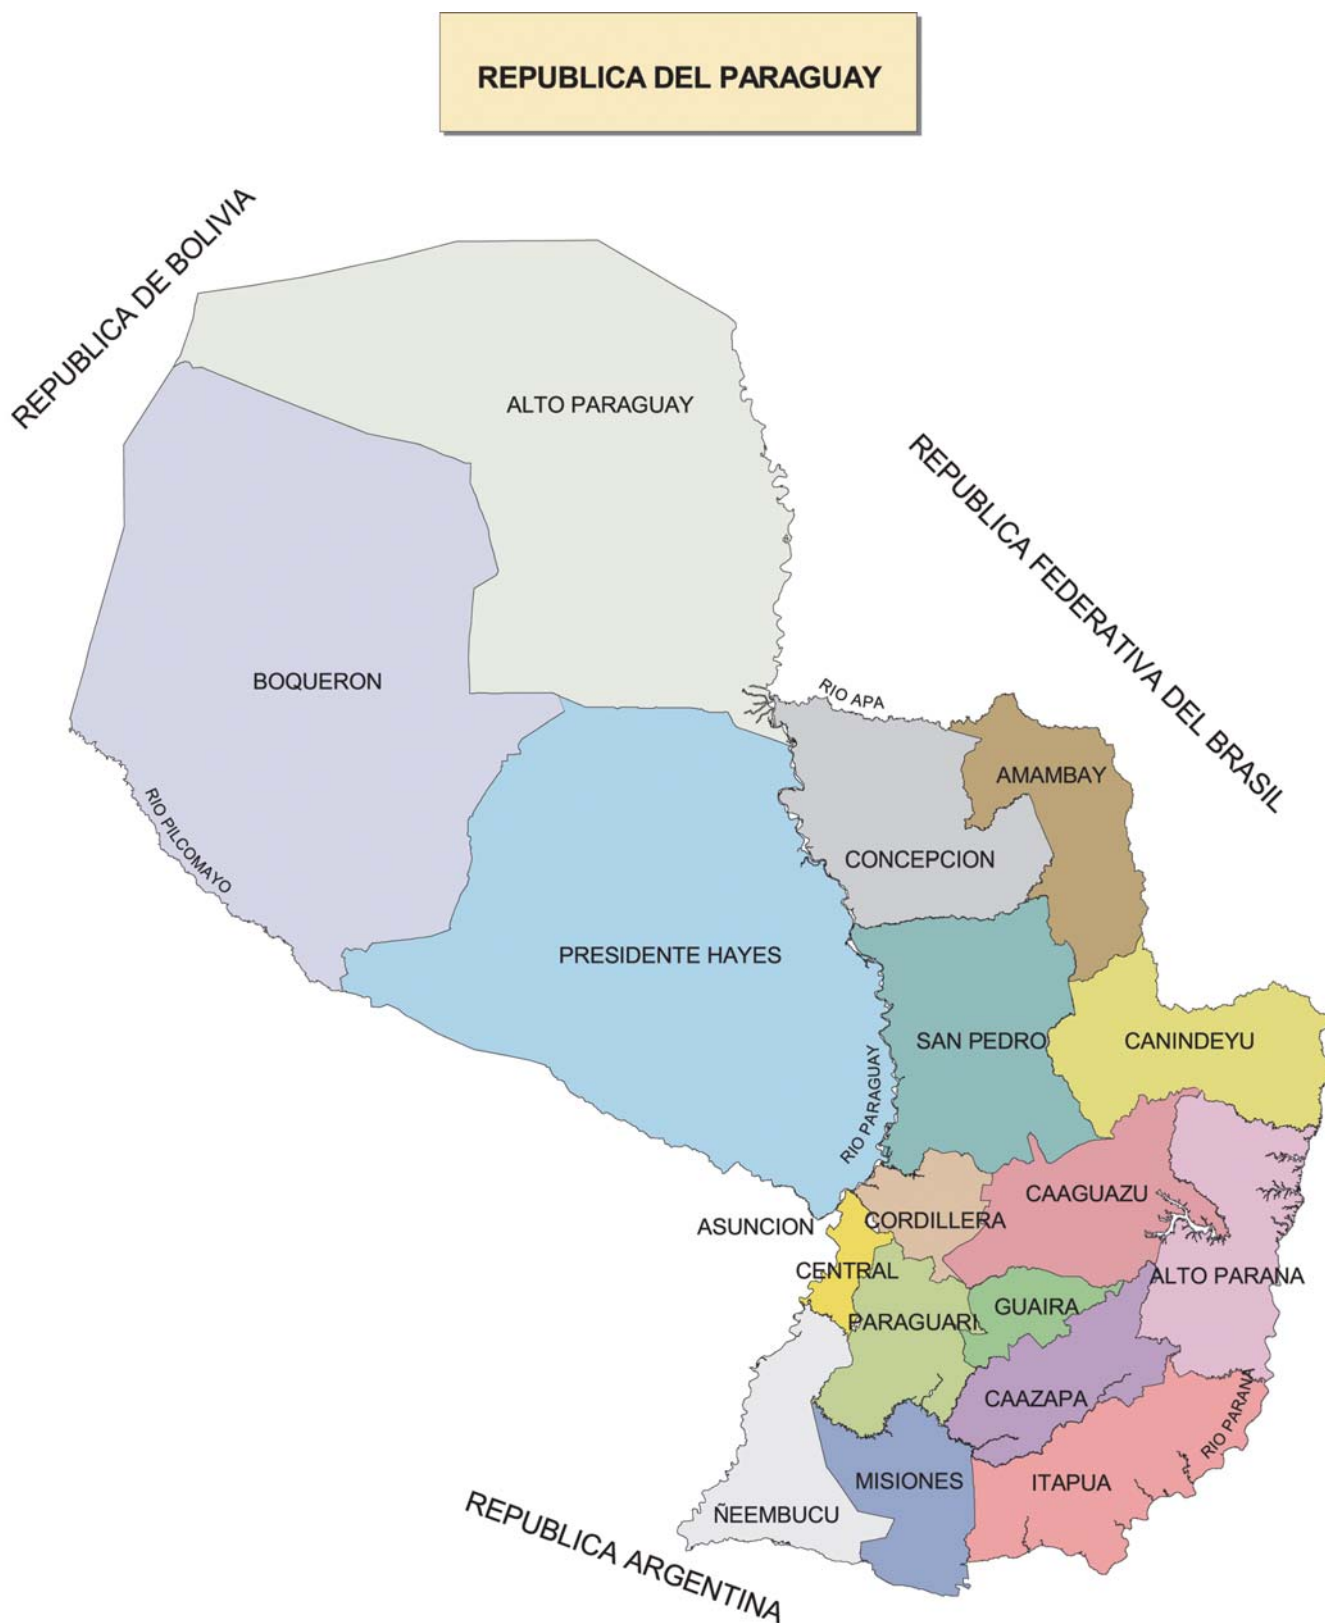 REPUBLICA DEL PARAGUAY
REPUBLICA DE BOLIVIA
ALTO PARAGUAY
REPUBLICA FEDERATIVA DEL BRASIL
BOQUERON
RIO APA
AMAMBAY
RIO PILCOMAYO
CONCEPCION
PRESIDENTE HAYES
SAN PEDRO
CANINDEYU
RIO PARAGUAY
CAAGUAZU
ASUNCION
CORDILLERA
CENTRAL
ALTO PARANA
GUAIRA
PARAGUARI
CAAZAPA
RIO PARANÁ
MISIONES
ITAPUA
ÑEEMBUCU
REPUBLICA ARGENTINA